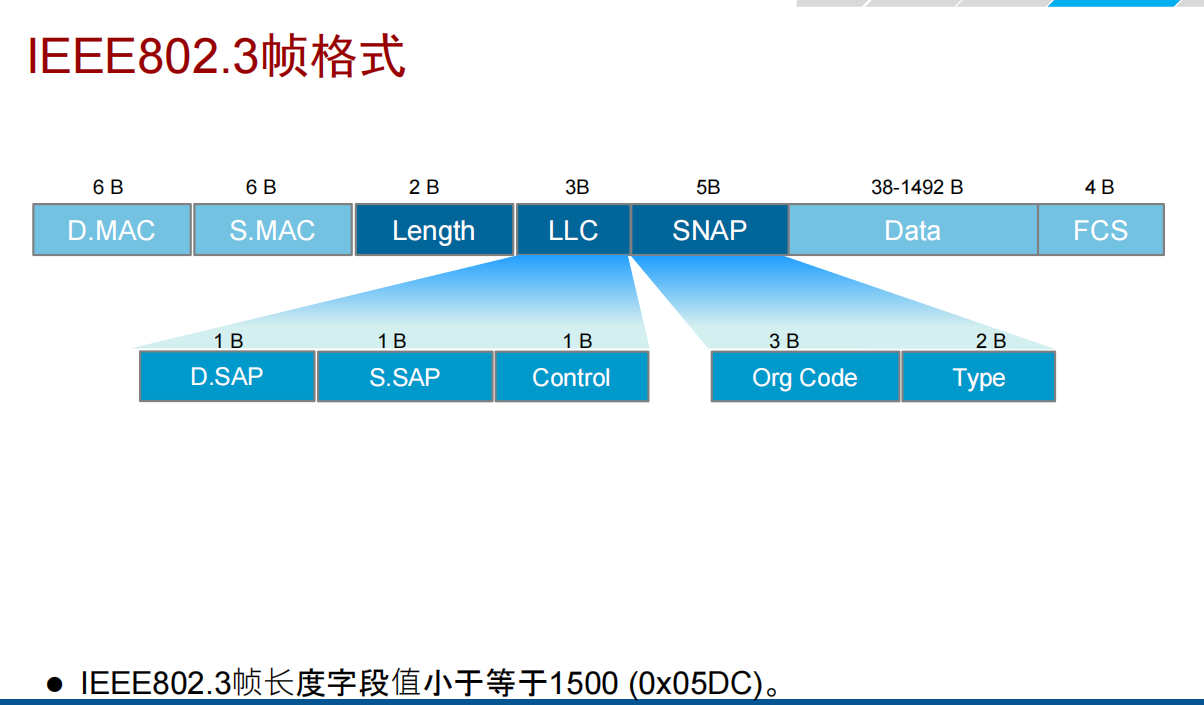 IEEE802.3帧格式
6 B 6 B 2 B 3B 5B 38-1492 B 4 B
D.MAC S.MAC Length LLC SNAP Data FCS
1 B 1 B 1 B 3 B 2 B
D.SAP S.SAP Control Org Code Type
● IEEE802.3帧长度字段值小于等于1500 (0x05DC)。